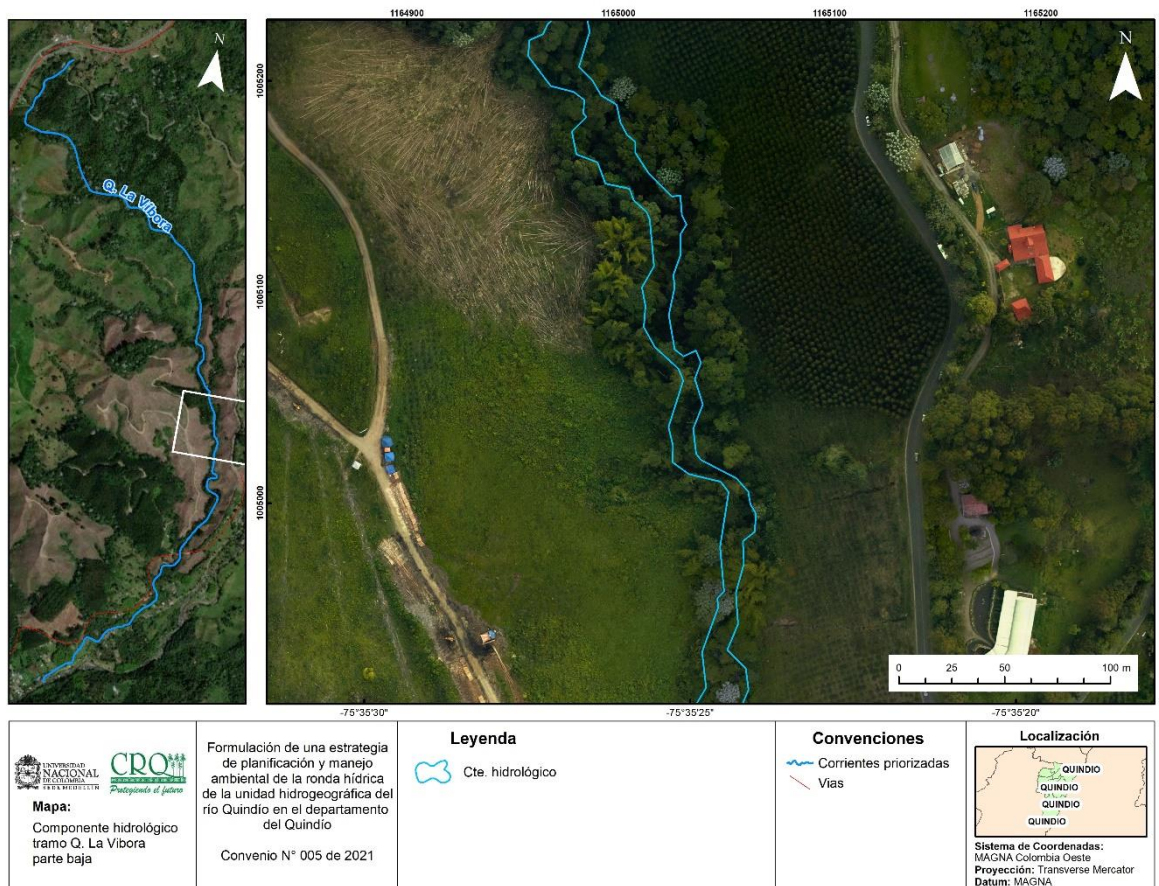 1164900
1165000
1165100
1165200
N
N
1005200
Q. La Víbora
1005100
1005000
0 25 50 100 m
-75°35'30"
-75°35'25"
-75°35'20"
UNIVERSIDAD
NACIONAL
DE COLOMBIA
SEDE MEDELLÍN
CRQ
Protegiendo el futuro
Mapa:
Componente hidrológico
tramo Q. La Vibora
parte baja
Formulación de una estrategia
de planificación y manejo
ambiental de la ronda hídrica
de la unidad hidrogeográfica del
río Quindío en el departamento
del Quindío
Convenio N° 005 de 2021
Leyenda
Cte. hidrológico
Convenciones
Corrientes priorizadas
Vias
Localización
QUINDIO
QUINDIO
QUINDIO
QUINDIO
Sistema de Coordenadas:
MAGNA Colombia Oeste
Proyección: Transverse Mercator
Datum: MAGNA